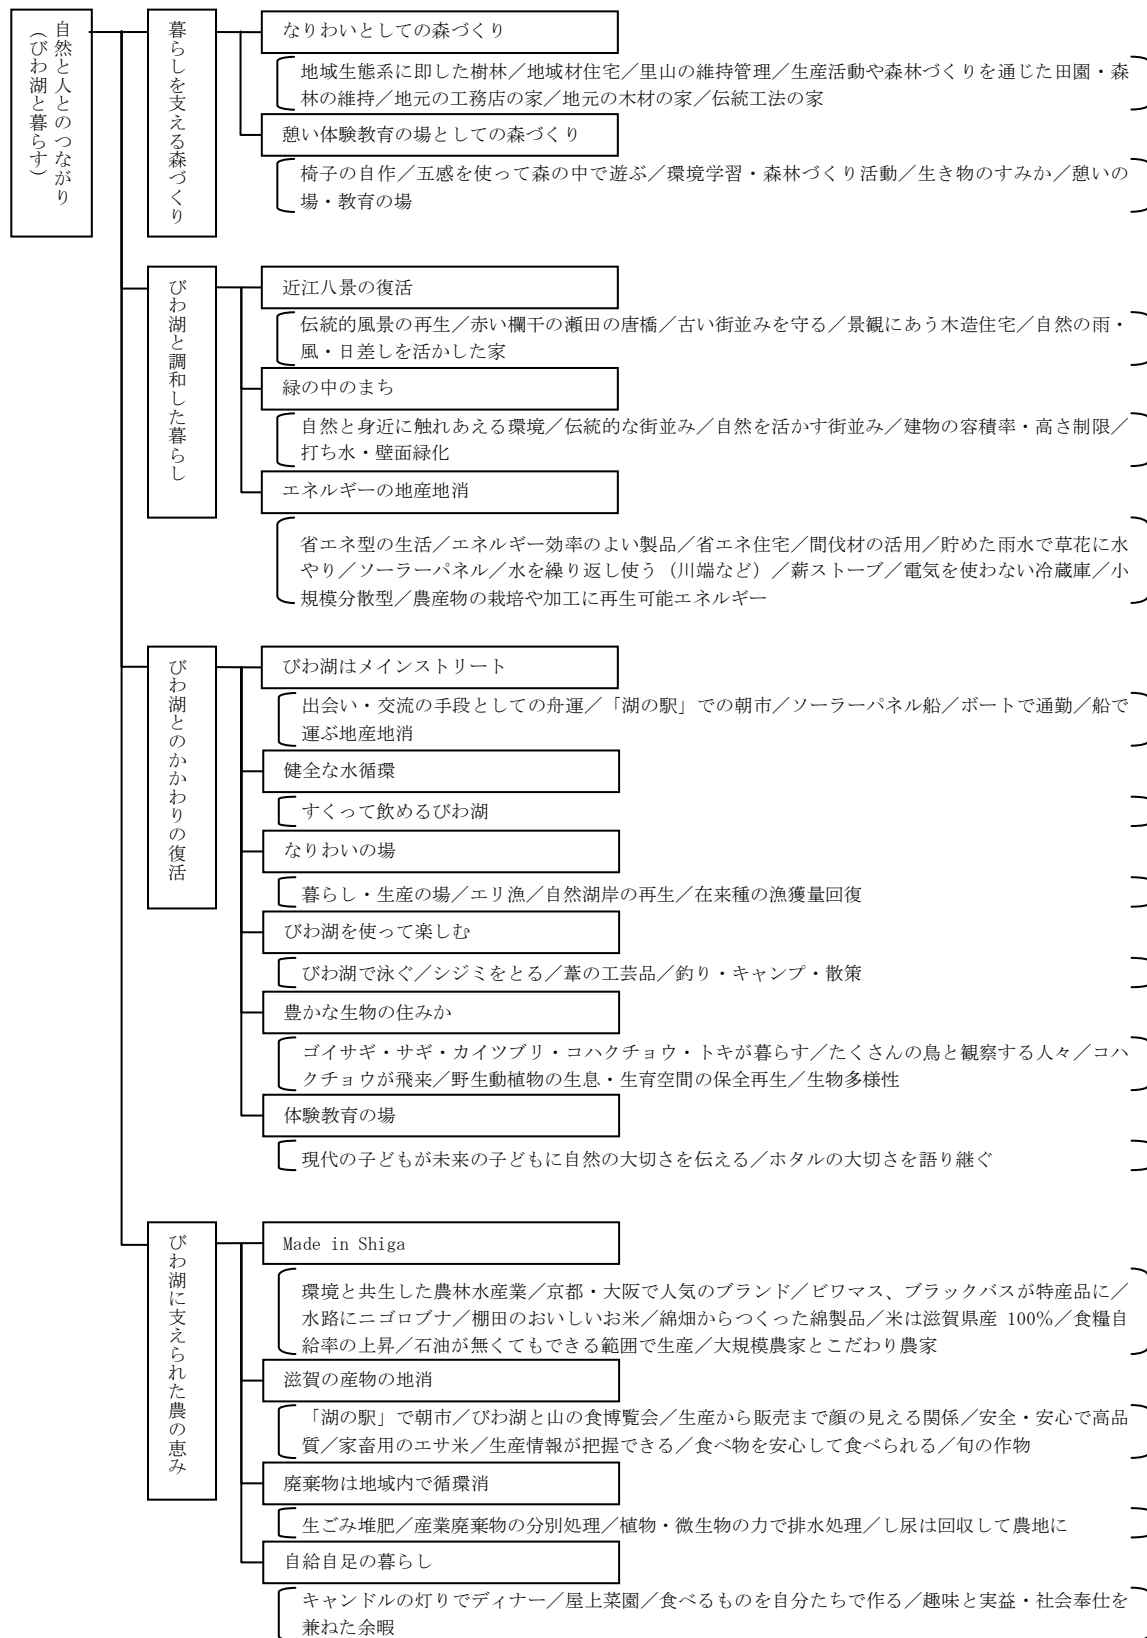 自然と人とのつながり
(びわ湖と暮らす)
暮らしを支える森づくり
なりわいとしての森づくり
地域生態系に即した樹林／地域材住宅／里山の維持管理／生産活動や森林づくりを通じた田園・森
林の維持／地元の工務店の家／地元の木材の家／伝統工法の家
憩い体験教育の場としての森づくり
椅子の自作／五感を使って森の中で遊ぶ／環境学習・森林づくり活動／生き物のすみか／憩いの
場・教育の場
びわ湖と調和した暮らし
近江八景の復活
伝統的風景の再生／赤い欄干の瀬田の唐橋／古い街並みを守る／景観にあう木造住宅／自然の雨・
風・日差しを活かした家
緑の中のまち
自然と身近に触れあえる環境／伝統的な街並み／自然を活かす街並み／建物の容積率・高さ制限／
打ち水・壁面緑化
エネルギーの地産地消
省エネ型の生活／エネルギー効率のよい製品／省エネ住宅／間伐材の活用／貯めた雨水で草花に水
やり／ソーラーパネル／水を繰り返し使う（川端など）／薪ストーブ／電気を使わない冷蔵庫／小
規模分散型／農産物の栽培や加工に再生可能エネルギー
びわ湖とのかかわりの復活
びわ湖はメインストリート
出会い・交流の手段としての舟運／「湖の駅」での朝市／ソーラーパネル船／ボートで通勤／船で
運ぶ地産地消
健全な水循環
すくって飲めるびわ湖
なりわいの場
暮らし・生産の場／エリ漁／自然湖岸の再生／在来種の漁獲量回復
びわ湖を使って楽しむ
びわ湖で泳ぐ／シジミをとる／葦の工芸品／釣り・キャンプ・散策
豊かな生物の住みか
ゴイサギ・サギ・カイツブリ・コハクチョウ・トキが暮らす／たくさんの鳥と観察する人々／コハ
クチョウが飛来／野生動植物の生息・生育空間の保全再生／生物多様性
体験教育の場
現代の子どもが未来の子どもに自然の大切さを伝える／ホタルの大切さを語り継ぐ
びわ湖に支えられた農の恵み
Made in Shiga
環境と共生した農林水産業／京都・大阪で人気のブランド／ビワマス、ブラックバスが特産品に／
水路にニゴロブナ／棚田のおいしいお米／綿畑からつくった綿製品／米は滋賀県産 100%／食糧自
給率の上昇／石油が無くてもできる範囲で生産／大規模農家とこだわり農家
滋賀の産物の地消
「湖の駅」で朝市／びわ湖と山の食博覧会／生産から販売まで顔の見える関係／安全・安心で高品
質／家畜用のエサ米／生産情報が把握できる／食べ物を安心して食べられる／旬の作物
廃棄物は地域内で循環消
生ごみ堆肥／産業廃棄物の分別処理／植物・微生物の力で排水処理／し尿は回収して農地に
自給自足の暮らし
キャンドルの灯りでディナー／屋上菜園／食べるものを自分たちで作る／趣味と実益・社会奉仕を
兼ねた余暇